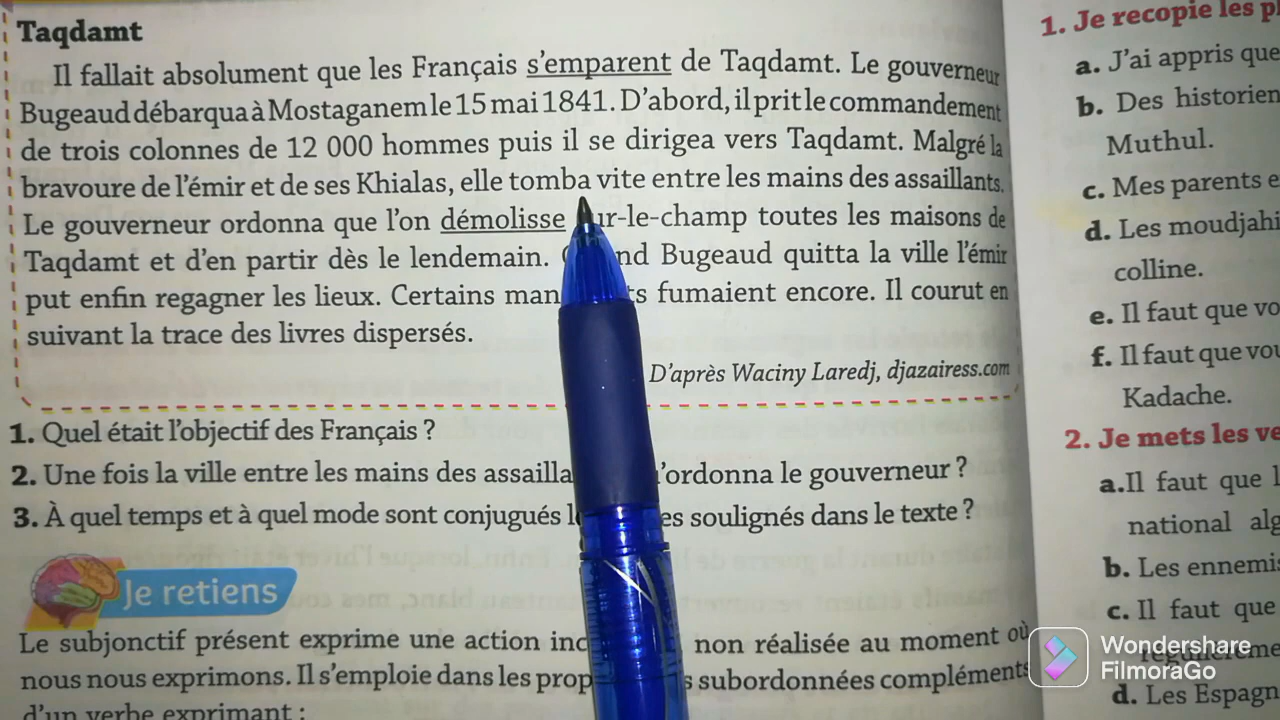 Taqdamt
Il fallait absolument que les Français s'emparent de Taqdamt. Le gouverneur
Bugeaud débarqua à Mostaganem le 15 mai 1841. D'abord, il prit le commandement
de trois colonnes de 12 000 hommes puis il se dirigea vers Taqdamt. Malgré la
bravoure de l'émir et de ses Khialas, elle tomba vite entre les mains des assaillants.
Le gouverneur ordonna que l'on démolisse ur-le-champ toutes les maisons de
Taqdamt et d'en partir dès le lendemain. nd Bugeaud quitta la ville l'émir
put enfin regagner les lieux. Certains man ts fumaient encore. Il courut en
suivant la trace des livres dispersés.
D'après Waciny Laredj, djazairess.com
1. Quel était l'objectif des Français ?
2. Une fois la ville entre les mains des assailla 'ordonna le gouverneur ?
3. À quel temps et à quel mode sont conjugués l es soulignés dans le texte ?
Je retiens
Le subjonctif présent exprime une action inc non réalisée au moment où
nous nous exprimons. Il s'emploie dans les prop s subordonnées compléments
d'un verbe exprimant :
1. Je recopie les p
a. J'ai appris que
b. Des historien
Muthul.
c. Mes parents e
d. Les moudjahi
colline.
e. Il faut que vo
f. Il faut que vou
Kadache.
2. Je mets les ve
a.Il faut que l
national alg
b. Les ennemis
c. Il faut que
d. Les Espagn
Wondershare
FilmoraGo